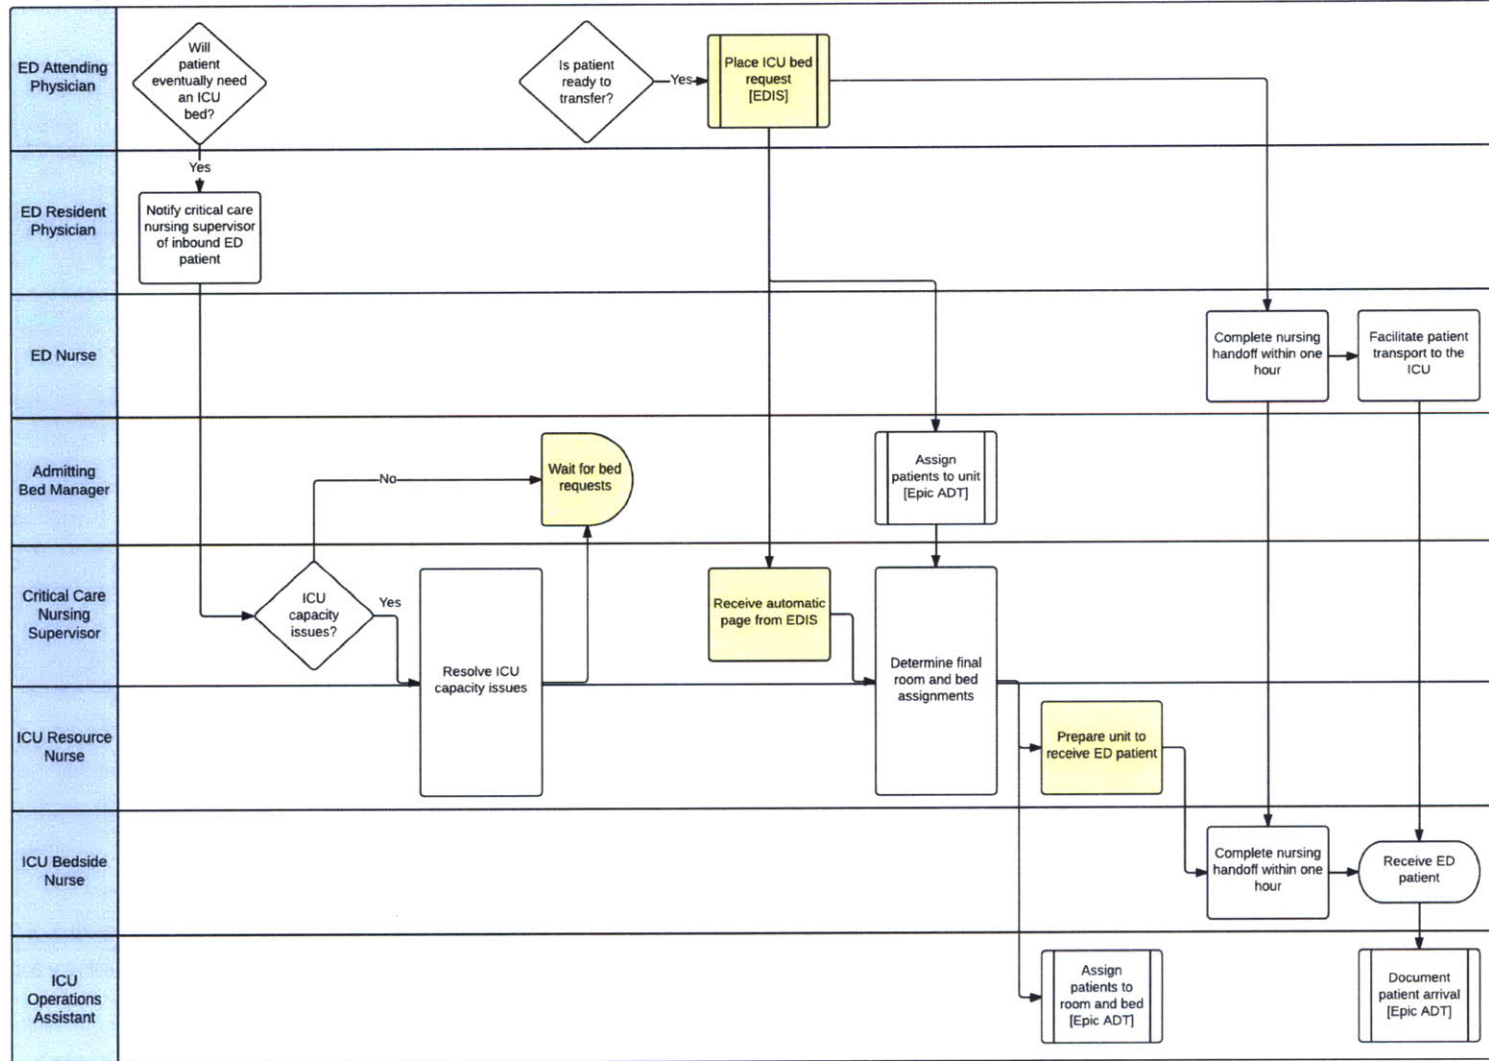 ED Attending
Physician
Will
patient
eventually need
an ICU
bed?
Is patient
ready to
transfer?
Yes
Place ICU bed
request
[EDIS]
Yes
ED Resident
Physician
Notify critical care
nursing supervisor
of inbound ED
patient
ED Nurse
Complete nursing
handoff within one
hour
Facilitate patient
transport to the
ICU
Admitting
Bed Manager
No
Wait for bed
requests
Assign
patients to unit
[Epic ADT]
Critical Care
Nursing
Supervisor
ICU
capacity
issues?
Yes
Resolve ICU
capacity issues
Receive automatic
page from EDIS
Determine final
room and bed
assignments
ICU Resource
Nurse
Prepare unit to
receive ED patient
ICU Bedside
Nurse
Complete nursing
handoff within one
hour
Receive ED
patient
ICU
Operations
Assistant
Assign
patients to
room and bed
[Epic ADT]
Document
patient arrival
[Epic ADT]